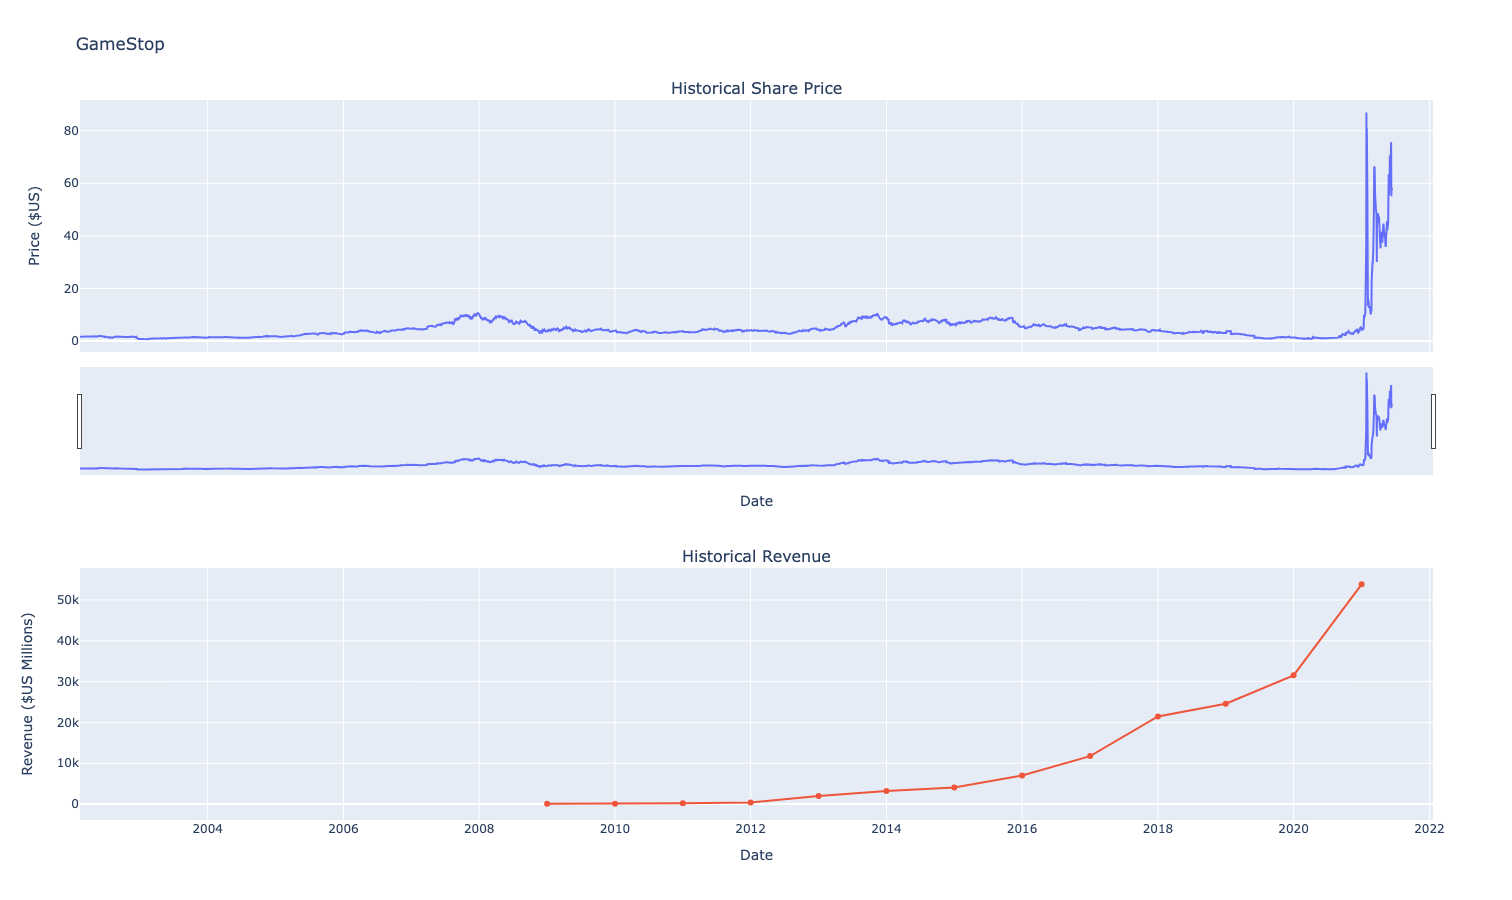 GameStop
Historical Share Price
Price ($US)
80
60
40
20
0
Date
Historical Revenue
Revenue ($US Millions)
50k
40k
30k
20k
10k
0
2004 2006 2008 2010 2012 2014 2016 2018 2020 2022
Date